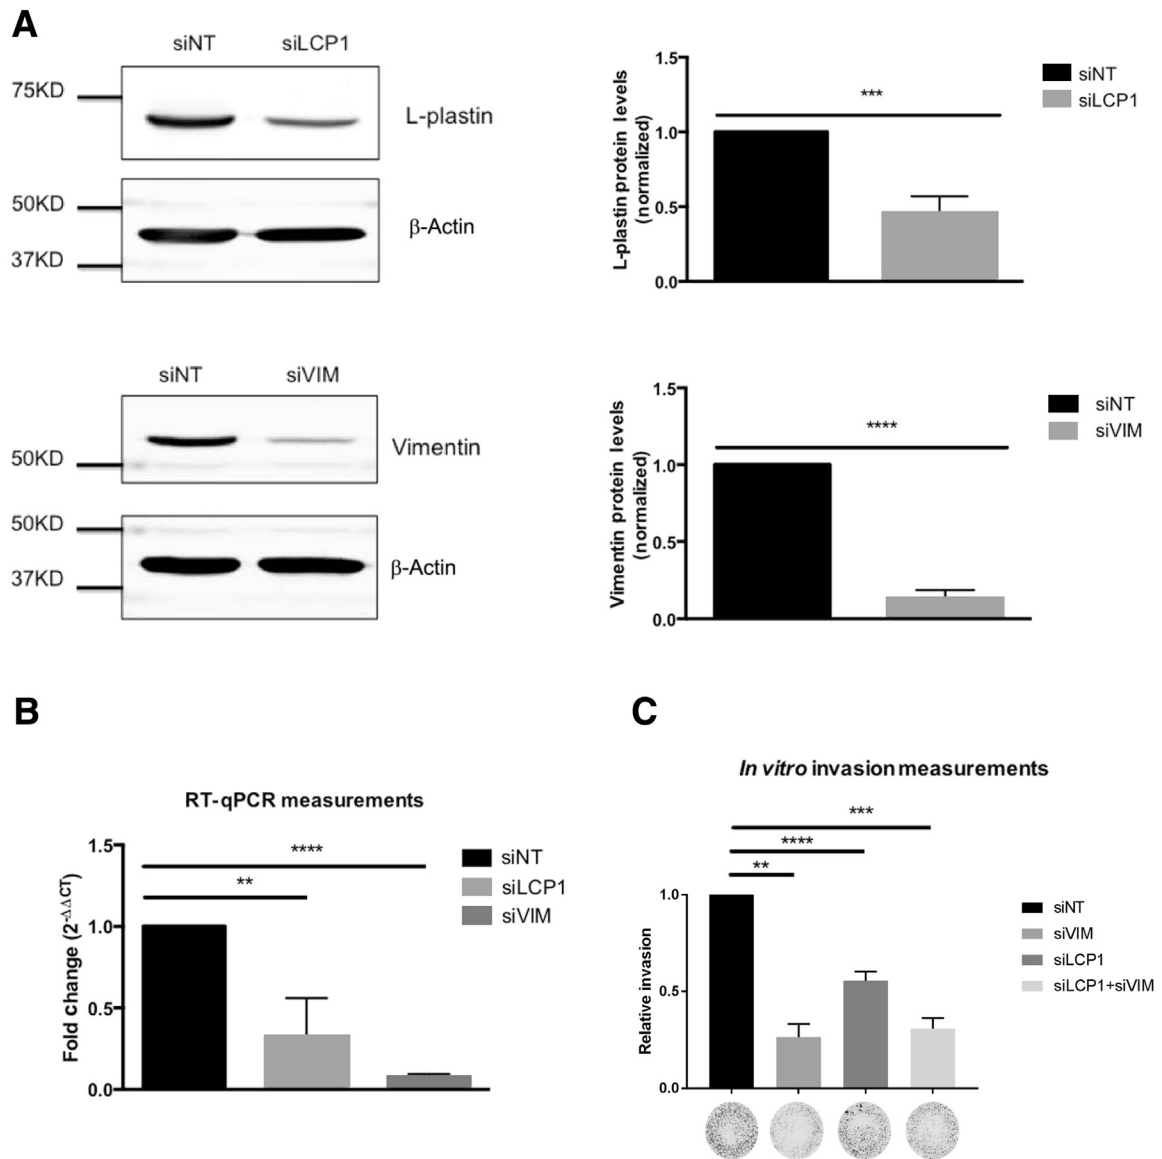 A
siNT siLCP1
75KD
L-plastin
50KD
β-Actin
37KD
L-plastin protein levels
(normalized)
1.5
1.0
0.5
0.0
***
siNT
siLCP1
siNT siVIM
Vimentin
50KD
50KD
β-Actin
37KD
Vimentin protein levels
(normalized)
1.5
1.0
0.5
0.0
****
siNT
siVIM
B
RT-qPCR measurements
Fold change (2-ΔΔCT)
1.5
1.0
0.5
0.0
****
**
siNT
siLCP1
siVIM
C
In vitro invasion measurements
***
****
**
Relative invasion
1.0
0.5
0.0
siNT
siVIM
siLCP1
siLCP1+siVIM